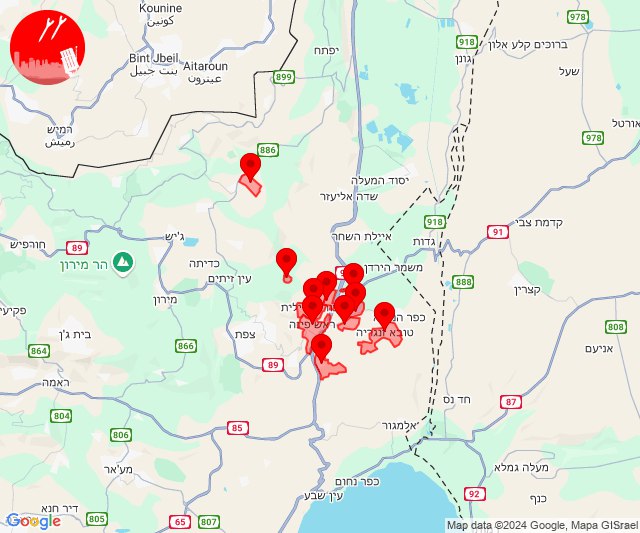 Kounine
كونين
Bint Jbeil
بنت جبيل
Aitaroun
عيترون
יפתח
918
978
גונן
ברוכים קלע אלון
שעל
899
978
רמיש
886
יסוד המעלה
שדה אליעזר
אורטל
918
91
קדמת צבי
איילת השחר
גדות
ג'יש
89
חורפיש
הר מירון
כדיתה
עין זיתים
משמר הירדן
888
קצרין
מירון
פקיעין
ראש פינה
כפר הנשיא
טובא זנגריה
בית ג'ן
צפת
864
866
89
808
אניעם
ראמה
87
חד נס
804
806
85
אלמגור
מע'אר
מעלה גמלא
כפר נחום
עין שבע
92
כנף
דיר חנא
805
65
807
Google
Map data ©2024 Google, Mapa GISrael